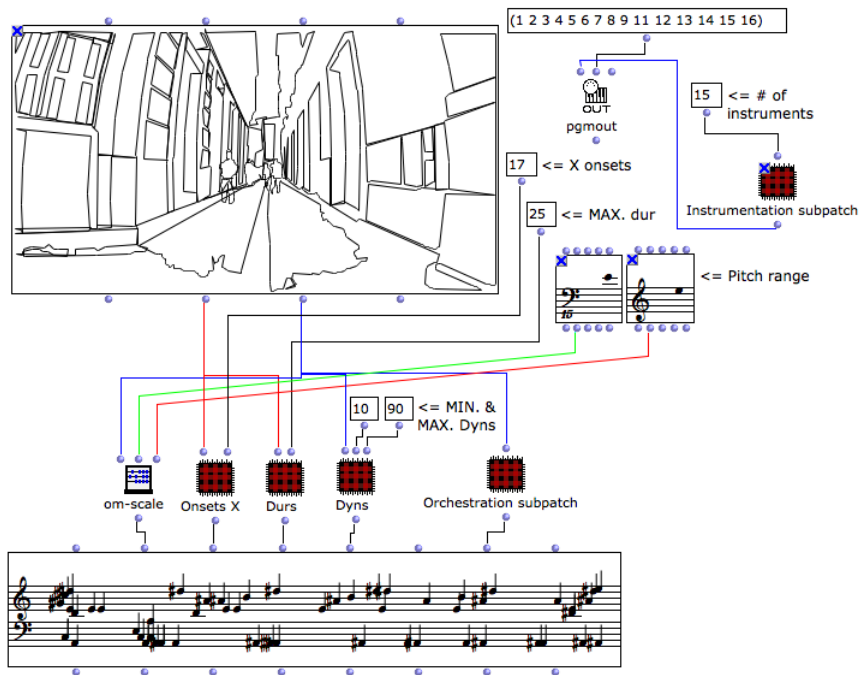 (1 2 3 4 5 6 7 8 9 11 12 13 14 15 16)
OUT
pgmout
15 <= # of
instruments
17 <= X onsets
Instrumentation subpatch
25 <= MAX. dur
<= Pitch range
15
10 90 <= MIN. &
MAX. Dyns
om-scale
Onsets X
Durs
Dyns
Orchestration subpatch